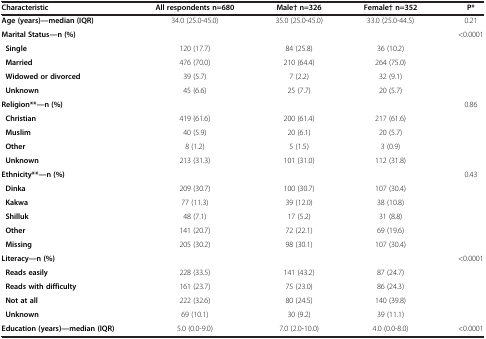 Characteristic All respondents n=680 Male† n=326 Female† n=352 P*
Age (years)—median (IQR) 34.0 (25.0-45.0) 35.0 (25.0-45.0) 33.0 (25.0-44.5) 0.21
Marital Status—n (%) <0.0001
Single 120 (17.7) 84 (25.8) 36 (10.2)
Married 476 (70.0) 210 (64.4) 264 (75.0)
Widowed or divorced 39 (5.7) 7 (2.2) 32 (9.1)
Unknown 45 (6.6) 25 (7.7) 20 (5.7)
Religion**—n (%) 0.86
Christian 419 (61.6) 200 (61.4) 217 (61.6)
Muslim 40 (5.9) 20 (6.1) 20 (5.7)
Other 8 (1.2) 5 (1.5) 3 (0.9)
Unknown 213 (31.3) 101 (31.0) 112 (31.8)
Ethnicity**—n (%) 0.43
Dinka 209 (30.7) 100 (30.7) 107 (30.4)
Kakwa 77 (11.3) 39 (12.0) 38 (10.8)
Shilluk 48 (7.1) 17 (5.2) 31 (8.8)
Other 141 (20.7) 72 (22.1) 69 (19.6)
Missing 205 (30.2) 98 (30.1) 107 (30.4)
Literacy—n (%) <0.0001
Reads easily 228 (33.5) 141 (43.2) 87 (24.7)
Reads with difficulty 161 (23.7) 75 (23.0) 86 (24.3)
Not at all 222 (32.6) 80 (24.5) 140 (39.8)
Unknown 69 (10.1) 30 (9.2) 39 (11.1)
Education (years)—median (IQR) 5.0 (0.0-9.0) 7.0 (2.0-10.0) 4.0 (0.0-8.0) <0.0001